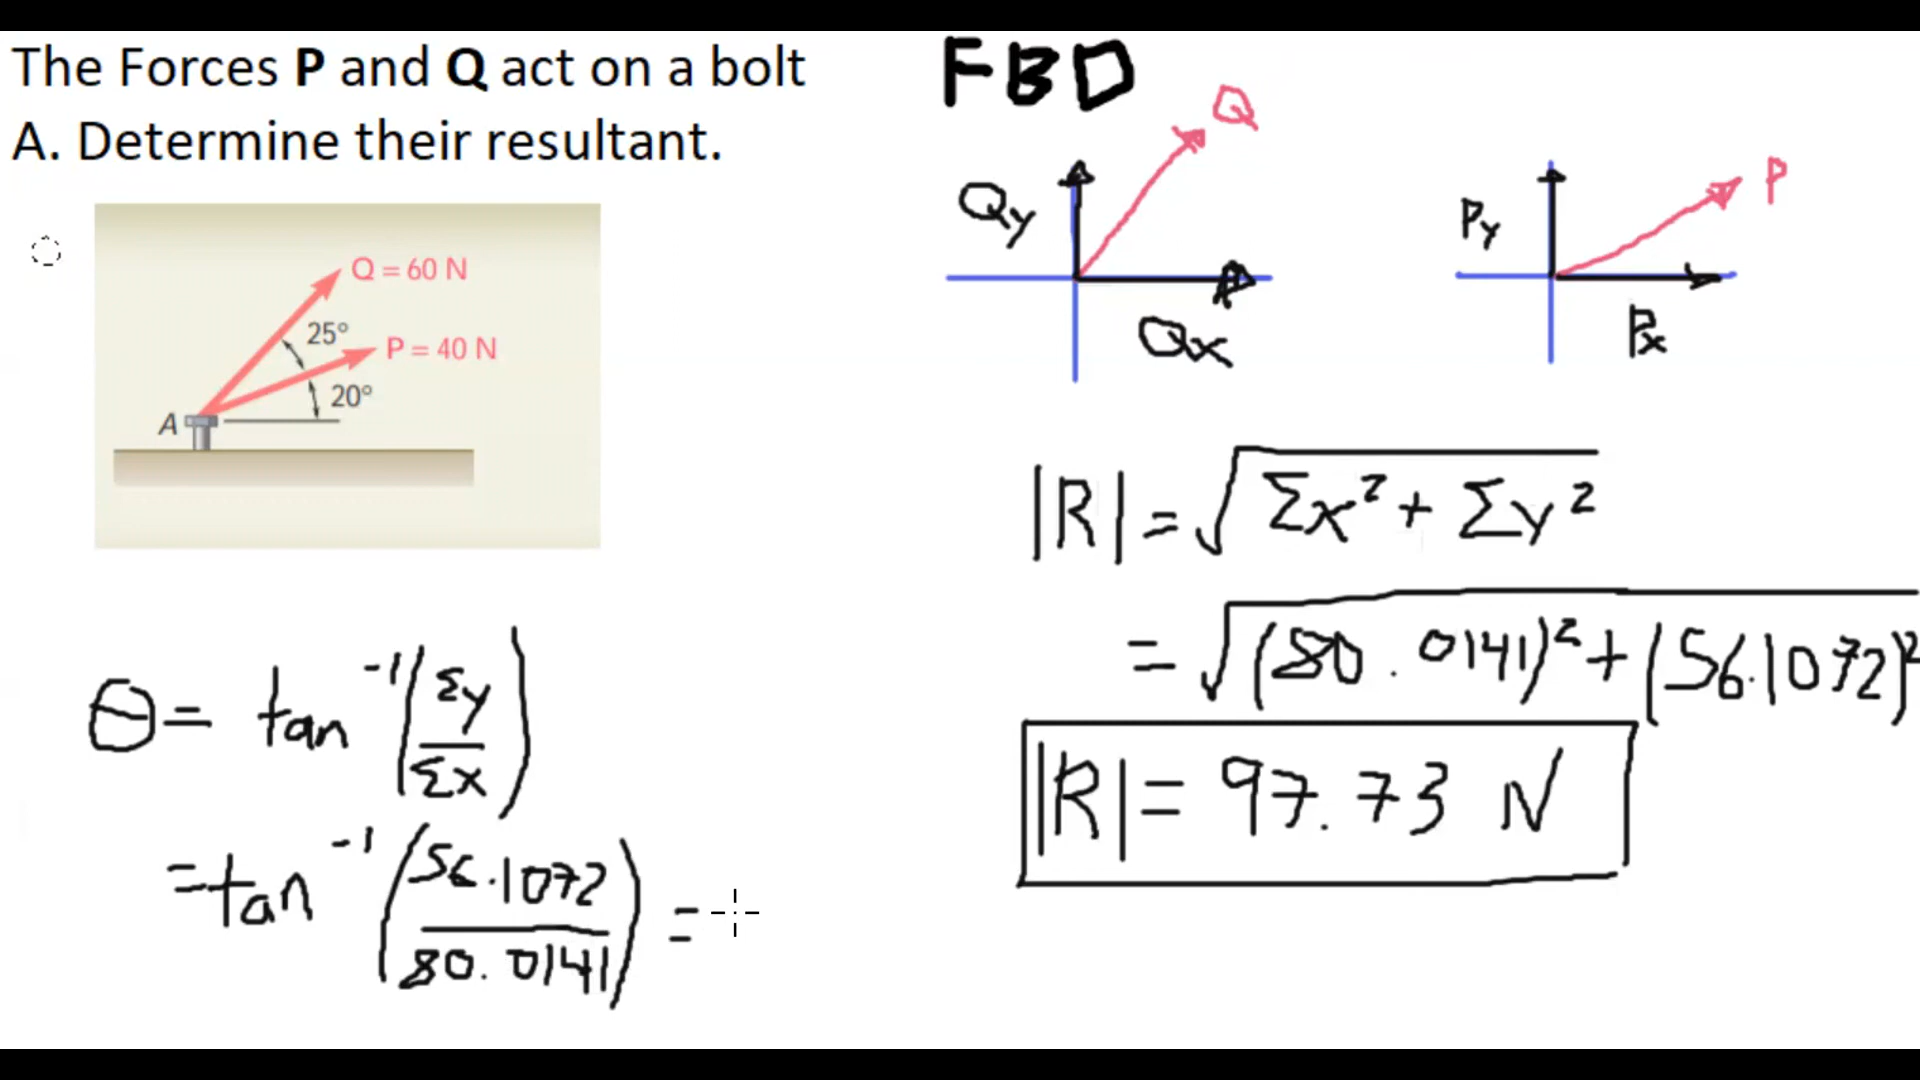 The Forces P and Q act on a bolt
A. Determine their resultant.
Q = 60 N
25°
P = 40 N
20°
A
FBD
Q
Qy
Qx
P
Py
Px
|R| = √(Σx² + Σy²)
= √((80.0141)² + (56.1072)²)
|R| = 97.73 N
θ = tan⁻¹(Σy/Σx)
= tan⁻¹(56.1072/80.0141) =